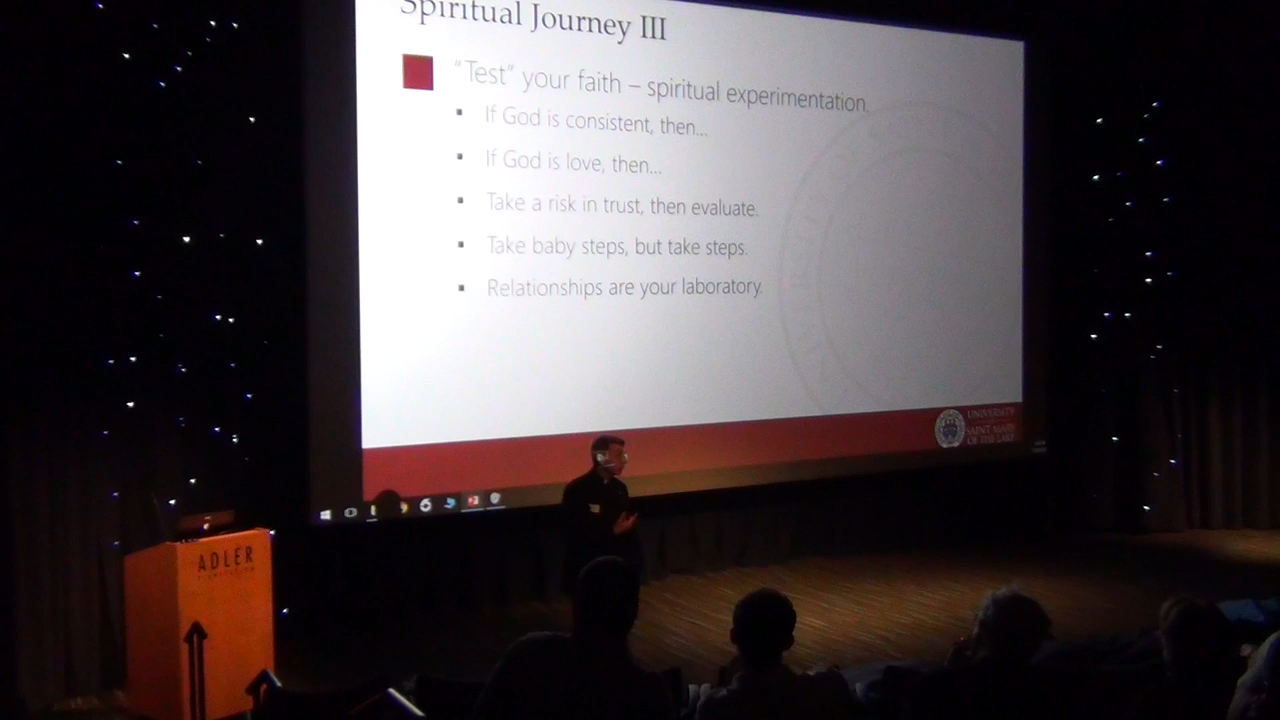 Spiritual Journey III
“Test” your faith – spiritual experimentation.
If God is consistent, then...
If God is love, then...
Take a risk in trust, then evaluate.
Take baby steps, but take steps.
Relationships are your laboratory.
UNIVERSITY
SAINT MARY
OF THE LAKE
ADLER